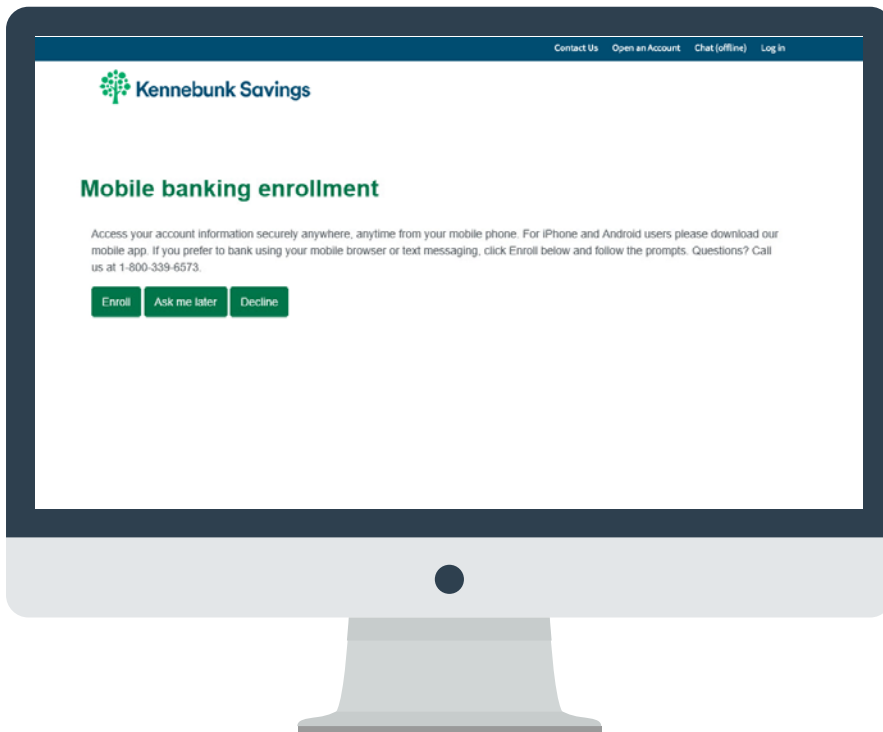 Contact Us Open an Account Chat (offline) Log in
Kennebunk Savings
Mobile banking enrollment
Access your account information securely anywhere, anytime from your mobile phone. For iPhone and Android users please download our
mobile app. If you prefer to bank using your mobile browser or text messaging, click Enroll below and follow the prompts. Questions? Call
us at 1-800-339-6573.
Enroll Ask me later Decline